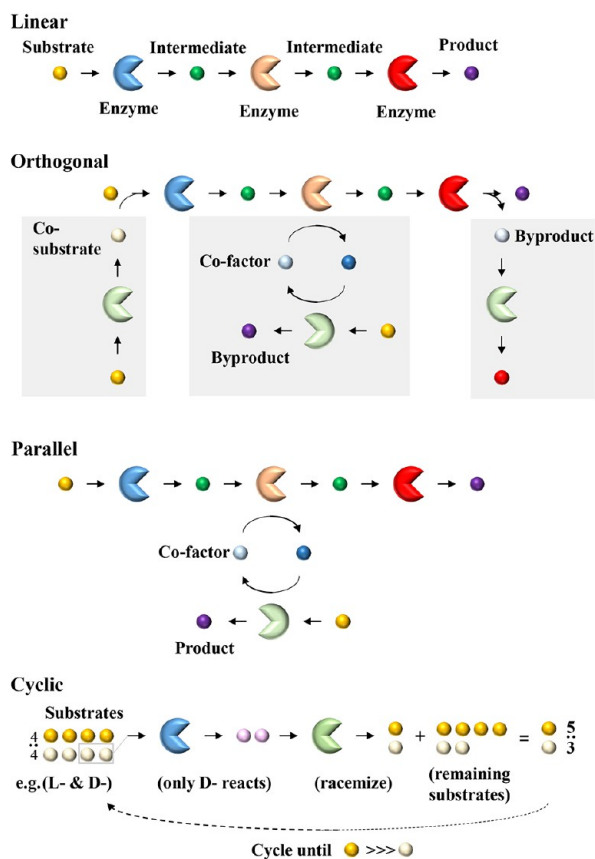 Linear
Substrate Intermediate Intermediate Product
Enzyme Enzyme Enzyme
Orthogonal
Co-
substrate
Co-factor
Byproduct
Byproduct
Parallel
Co-factor
Product
Cyclic
Substrates
4
:
4
e.g.(L- & D-) (only D- reacts) (racemize) (remaining
substrates)
+ =
5
:
3
Cycle until >>>